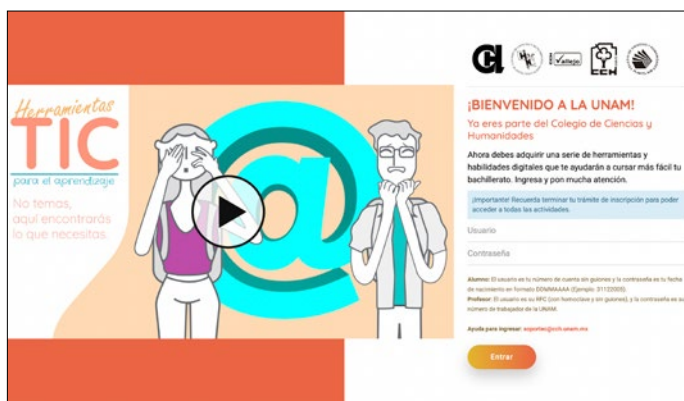 Herramientas
TIC
para el aprendizaje
No temas,
aquí encontrarás
lo que necesitas.
@
Vallejo
CCH
¡BIENVENIDO A LA UNAM!
Ya eres parte del Colegio de Ciencias y
Humanidades
Ahora debes adquirir una serie de herramientas y
habilidades digitales que te ayudarán a cursar más fácil tu
bachillerato. Ingresa y pon mucha atención.
¡Importante! Recuerda terminar tu trámite de inscripción para poder
acceder a todas las actividades.
Usuario
Contraseña
Alumno: El usuario es tu número de cuenta sin guiones y la contraseña es tu fecha
de nacimiento en formato DDMMAAAA (Ejemplo: 31122005).
Profesor: El usuario es su RFC (con homoclave y sin guiones), y la contraseña es su
número de trabajador de la UNAM.
Ayuda para ingresar: soportec@cch.unam.mx
Entrar